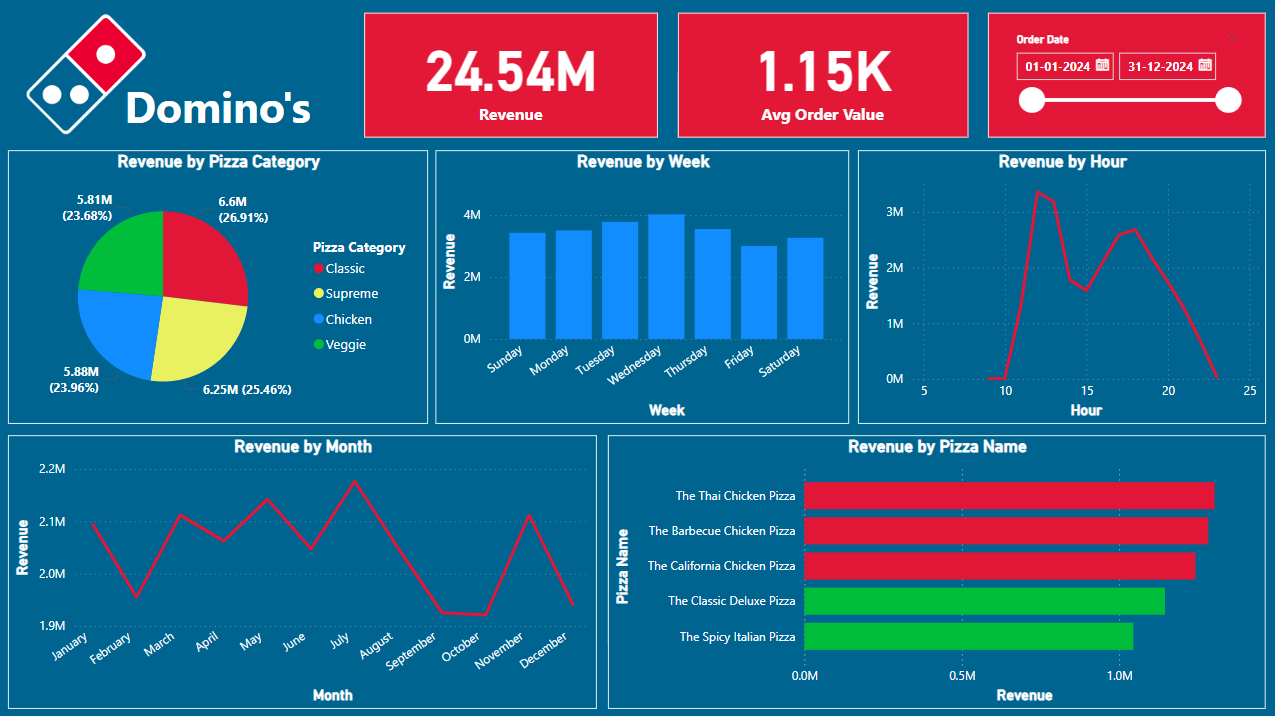 Domino's
24.54M
Revenue
1.15K
Avg Order Value
Order Date
01-01-2024
31-12-2024
Revenue by Pizza Category
5.81M
(23.68%)
6.6M
(26.91%)
5.88M
(23.96%)
6.25M (25.46%)
Pizza Category
Classic
Supreme
Chicken
Veggie
Revenue by Week
Revenue
4M
2M
0M
Sunday
Monday
Tuesday
Wednesday
Thursday
Friday
Saturday
Week
Revenue by Hour
Revenue
3M
2M
1M
0M
5
10
15
20
25
Hour
Revenue by Month
Revenue
2.2M
2.1M
2.0M
1.9M
January
February
March
April
May
June
July
August
September
October
November
December
Month
Revenue by Pizza Name
Pizza Name
The Thai Chicken Pizza
The Barbecue Chicken Pizza
The California Chicken Pizza
The Classic Deluxe Pizza
The Spicy Italian Pizza
0.0M
0.5M
1.0M
Revenue